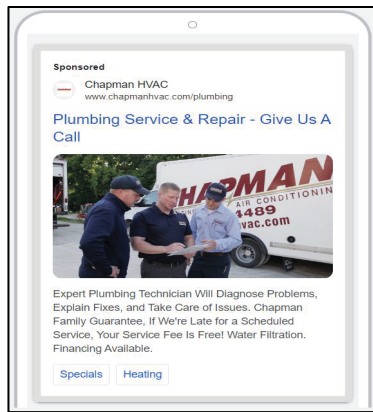 Sponsored
Chapman HVAC
www.chapmanhvac.com/plumbing
Plumbing Service & Repair - Give Us A
Call
CHAPMAN
AIR CONDITIONIN
4489
vac.com
Expert Plumbing Technician Will Diagnose Problems,
Explain Fixes, and Take Care of Issues. Chapman
Family Guarantee, If We're Late for a Scheduled
Service, Your Service Fee Is Free! Water Filtration.
Financing Available.
Specials
Heating